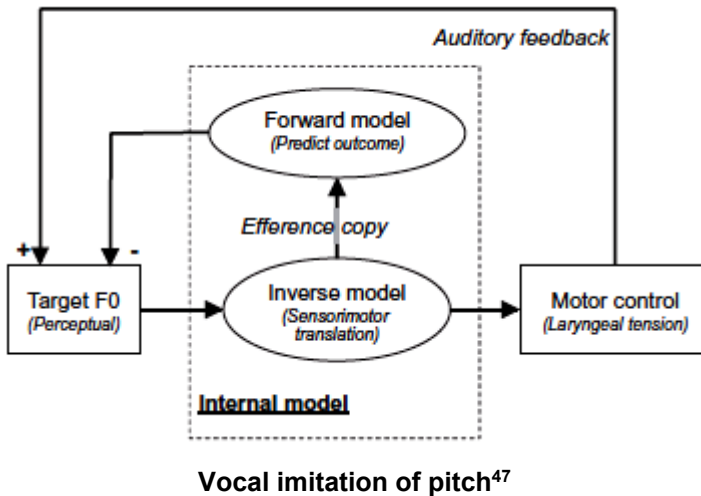 Auditory feedback
Forward model
(Predict outcome)
Efference copy
+
-
Target F0
(Perceptual)
Inverse model
(Sensorimotor
translation)
Motor control
(Laryngeal tension)
Internal model
Vocal imitation of pitch⁴⁷